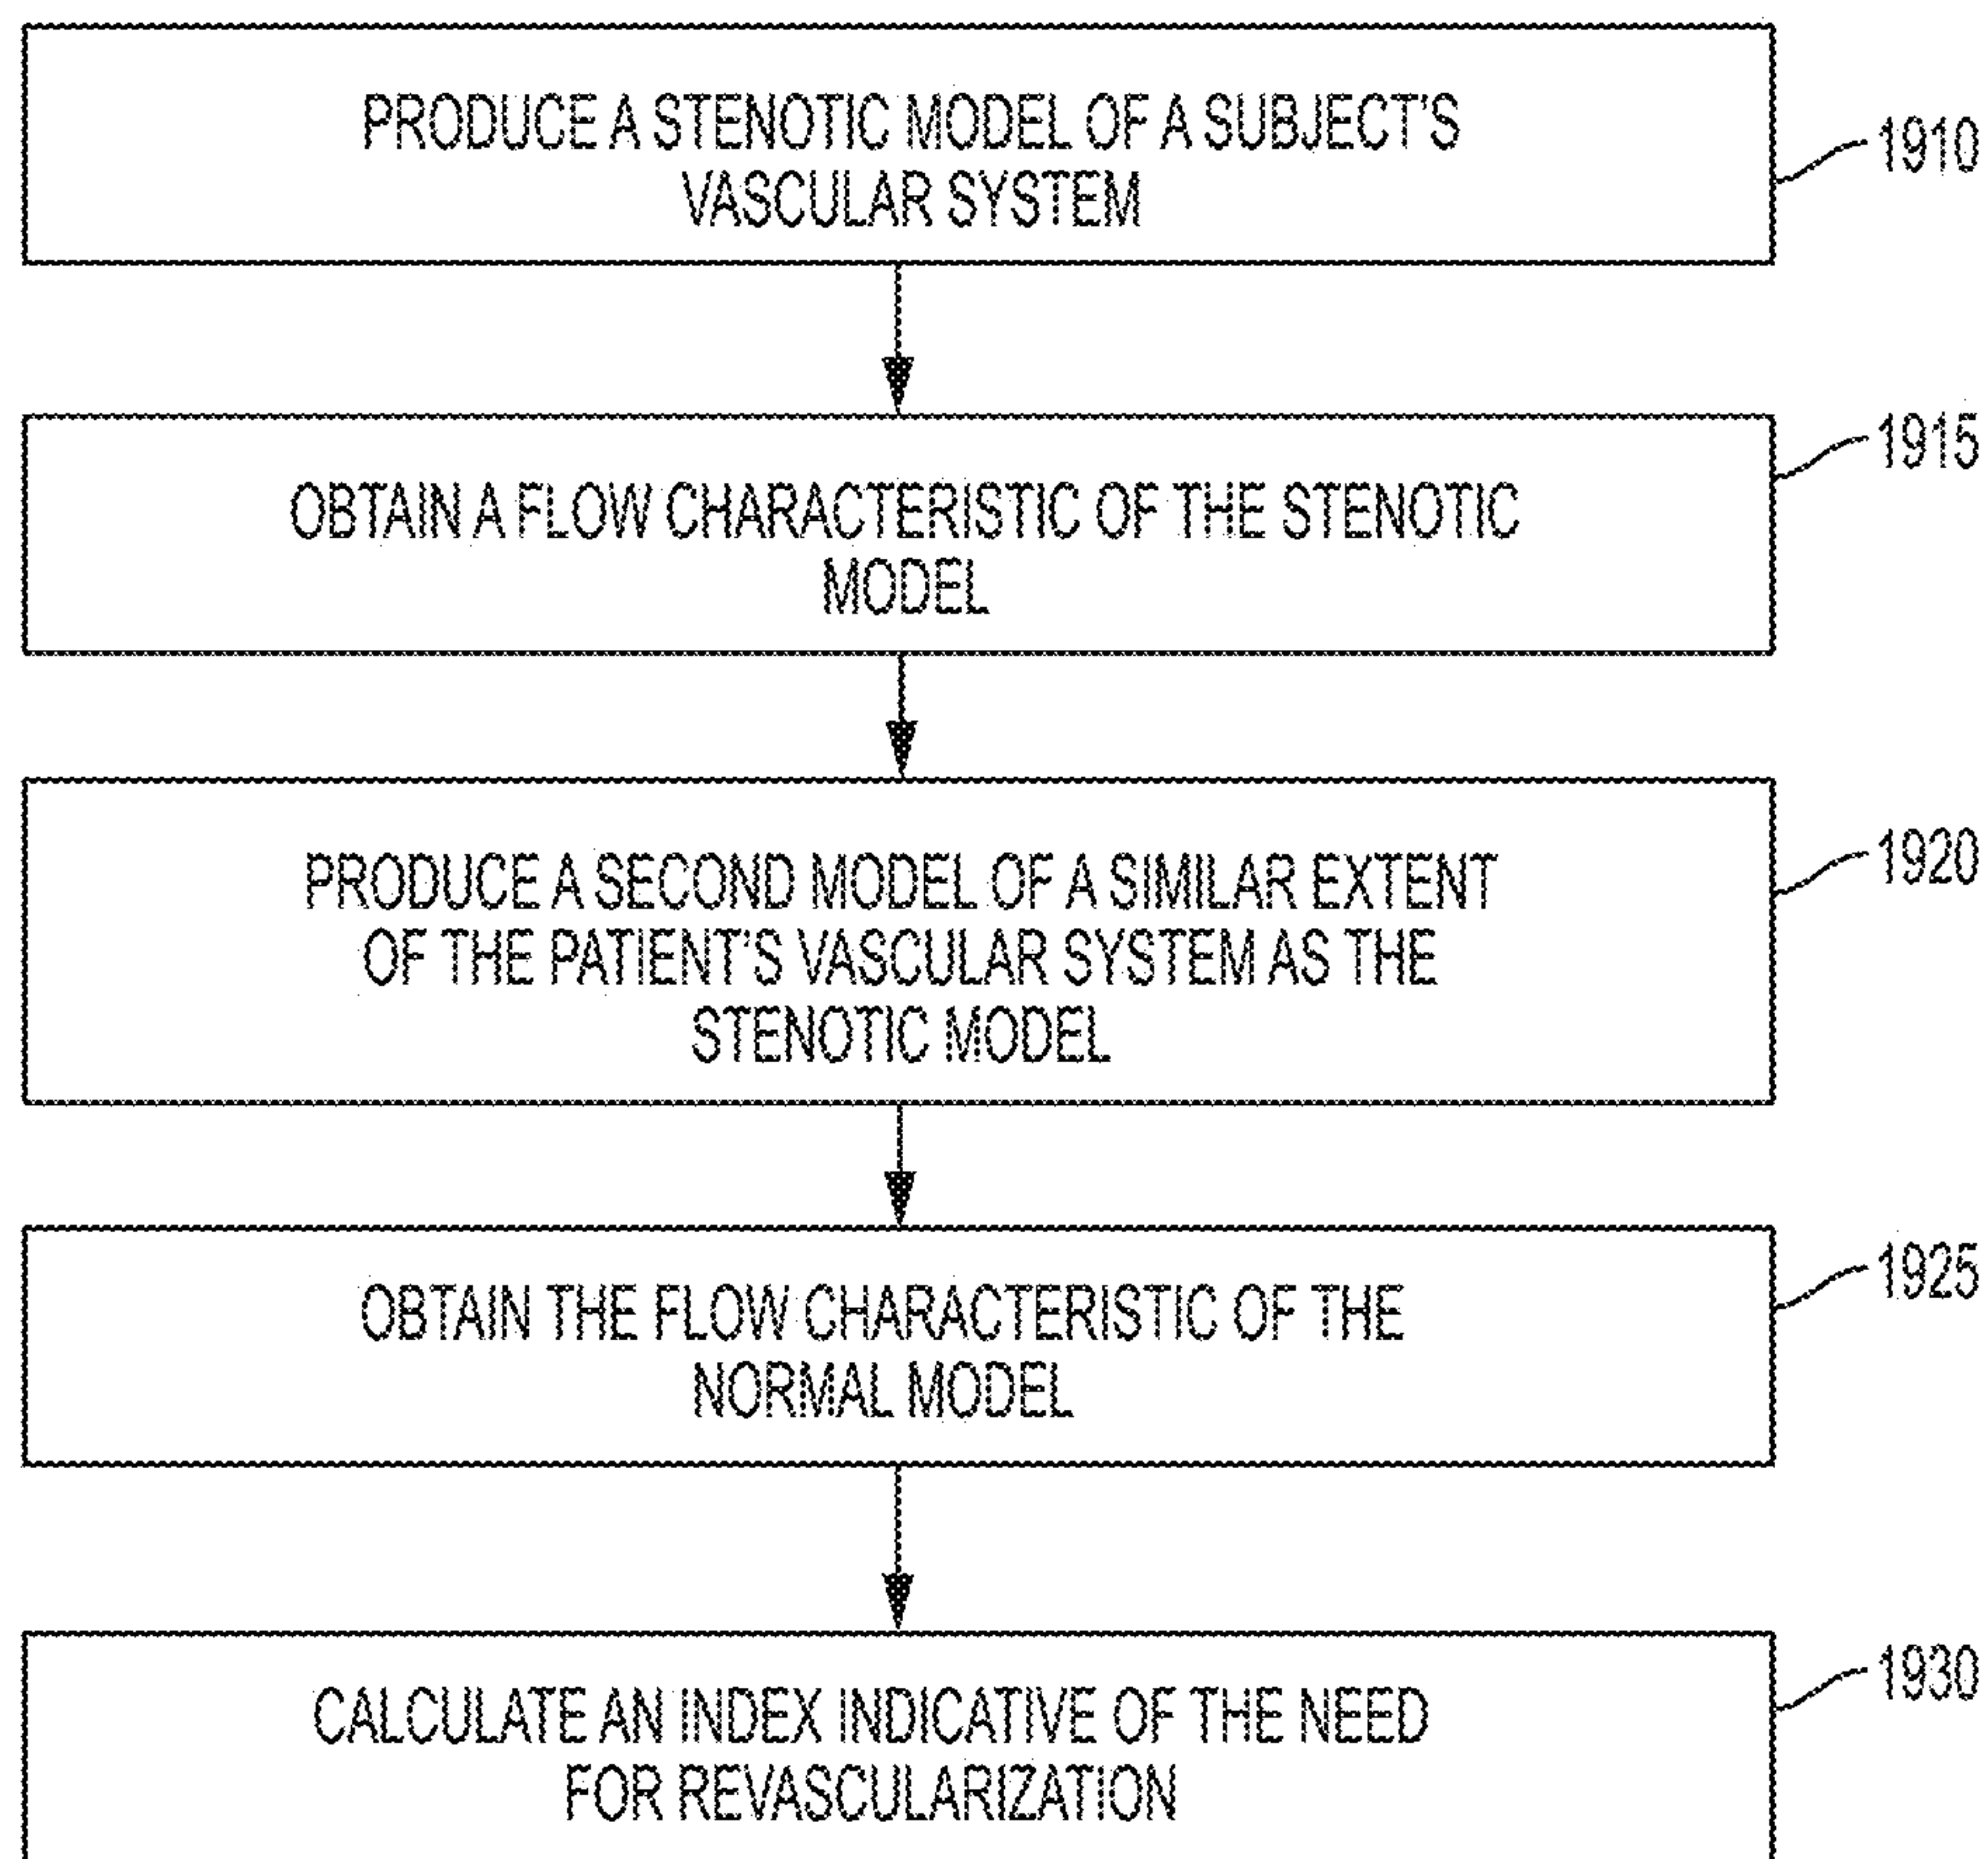 PRODUCE A STENOTIC MODEL OF A SUBJECT'S
VASCULAR SYSTEM
1910
OBTAIN A FLOW CHARACTERISTIC OF THE STENOTIC
MODEL
1915
PRODUCE A SECOND MODEL OF A SIMILAR EXTENT
OF THE PATIENT'S VASCULAR SYSTEM AS THE
STENOTIC MODEL
1920
OBTAIN THE FLOW CHARACTERISTIC OF THE
NORMAL MODEL
1925
CALCULATE AN INDEX INDICATIVE OF THE NEED
FOR REVASCULARIZATION
1930